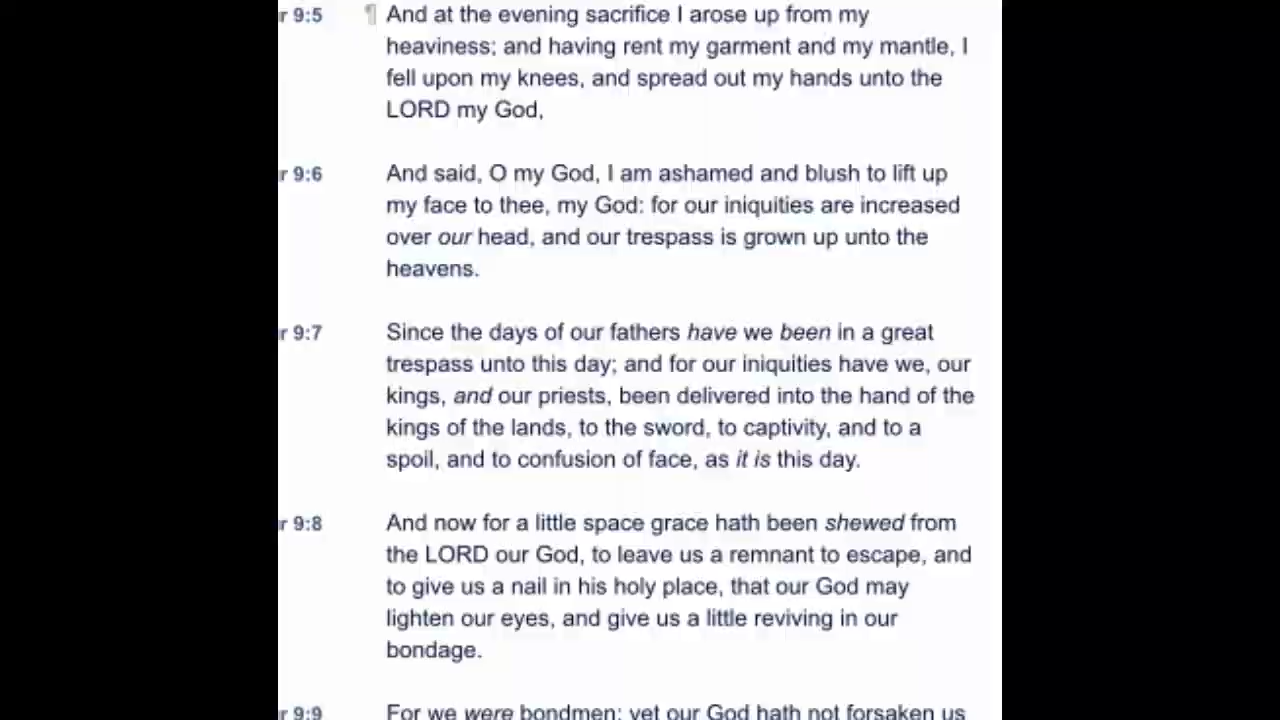 r 9:5 ¶ And at the evening sacrifice I arose up from my
heaviness; and having rent my garment and my mantle, I
fell upon my knees, and spread out my hands unto the
LORD my God,
r 9:6 And said, O my God, I am ashamed and blush to lift up
my face to thee, my God: for our iniquities are increased
over our head, and our trespass is grown up unto the
heavens.
r 9:7 Since the days of our fathers have we been in a great
trespass unto this day; and for our iniquities have we, our
kings, and our priests, been delivered into the hand of the
kings of the lands, to the sword, to captivity, and to a
spoil, and to confusion of face, as it is this day.
r 9:8 And now for a little space grace hath been shewed from
the LORD our God, to leave us a remnant to escape, and
to give us a nail in his holy place, that our God may
lighten our eyes, and give us a little reviving in our
bondage.
r 9:9 For we were bondmen; yet our God hath not forsaken us